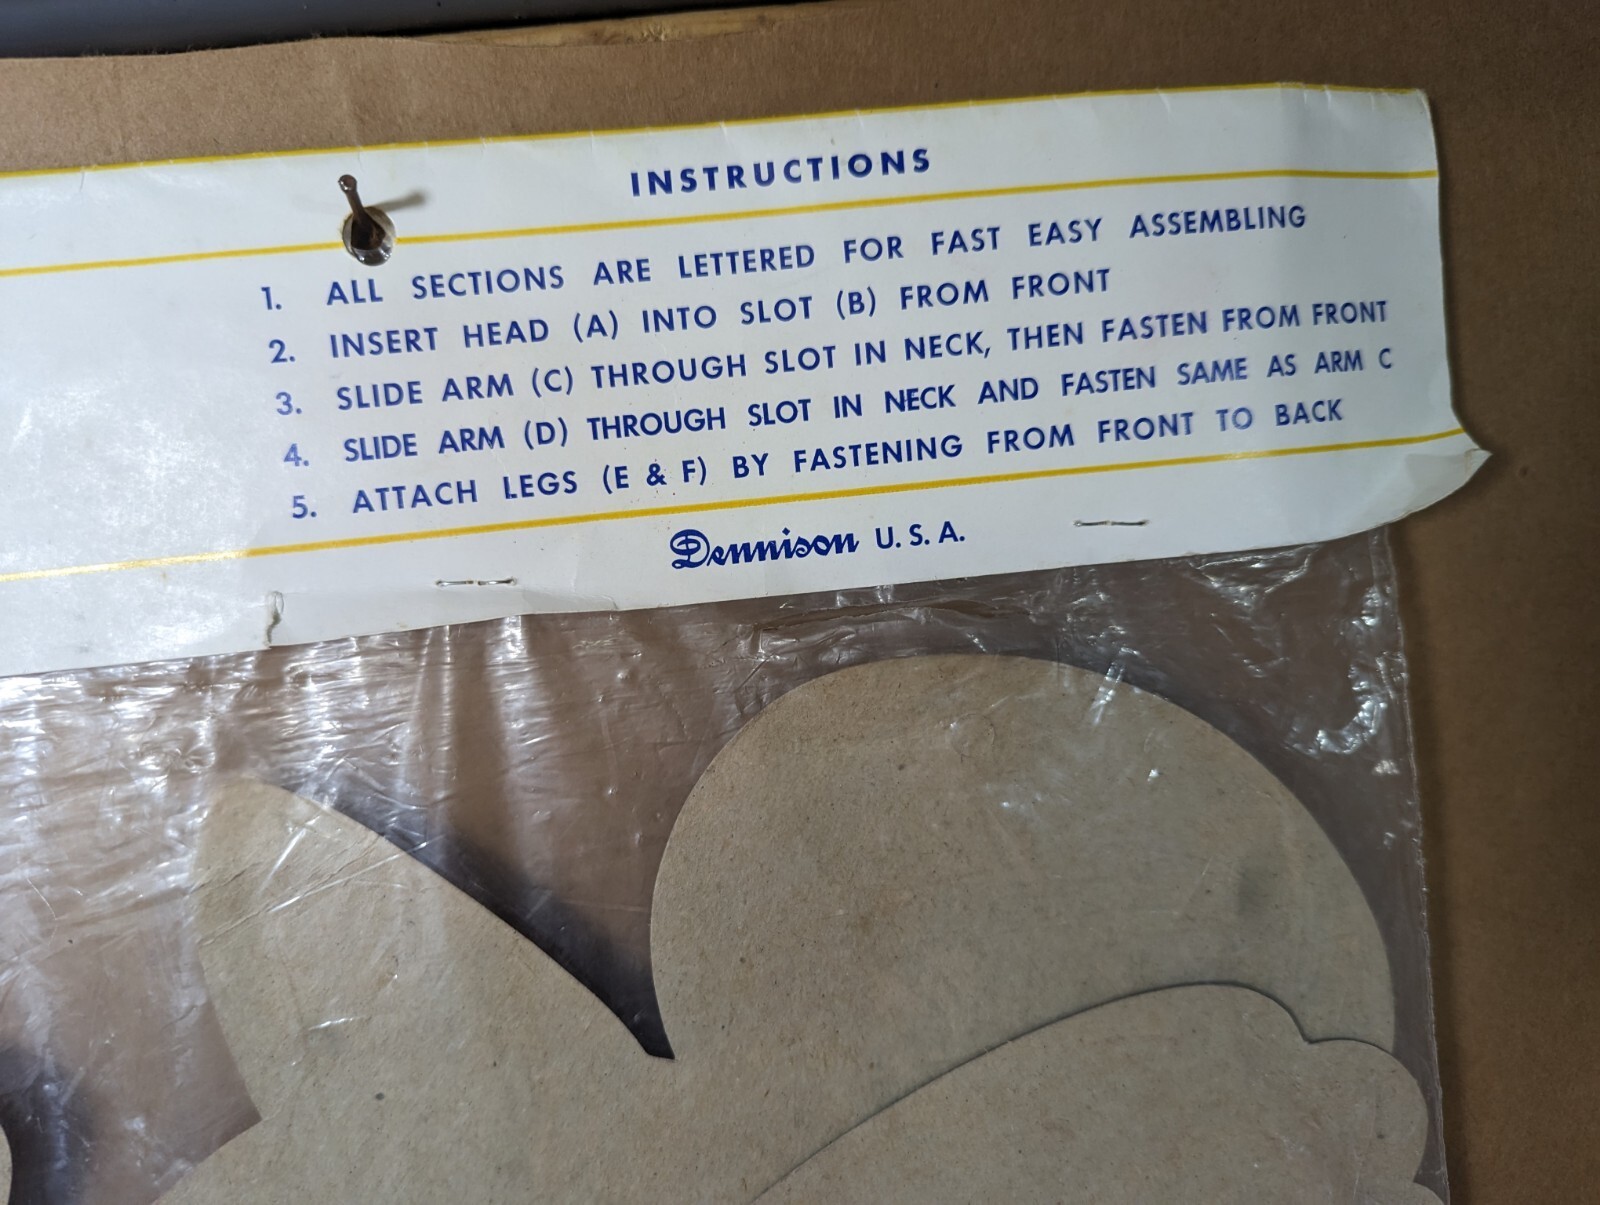 INSTRUCTIONS
1. ALL SECTIONS ARE LETTERED FOR FAST EASY ASSEMBLING
2. INSERT HEAD (A) INTO SLOT (B) FROM FRONT
3. SLIDE ARM (C) THROUGH SLOT IN NECK, THEN FASTEN FROM FRONT
4. SLIDE ARM (D) THROUGH SLOT IN NECK AND FASTEN SAME AS ARM C
5. ATTACH LEGS (E & F) BY FASTENING FROM FRONT TO BACK
Dennison U. S. A.